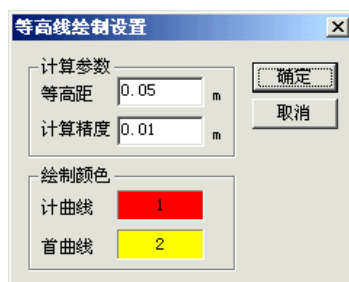 等高线绘制设置
计算参数
等高距 0.05 m
计算精度 0.01 m
确定
取消
绘制颜色
计曲线 1
首曲线 2